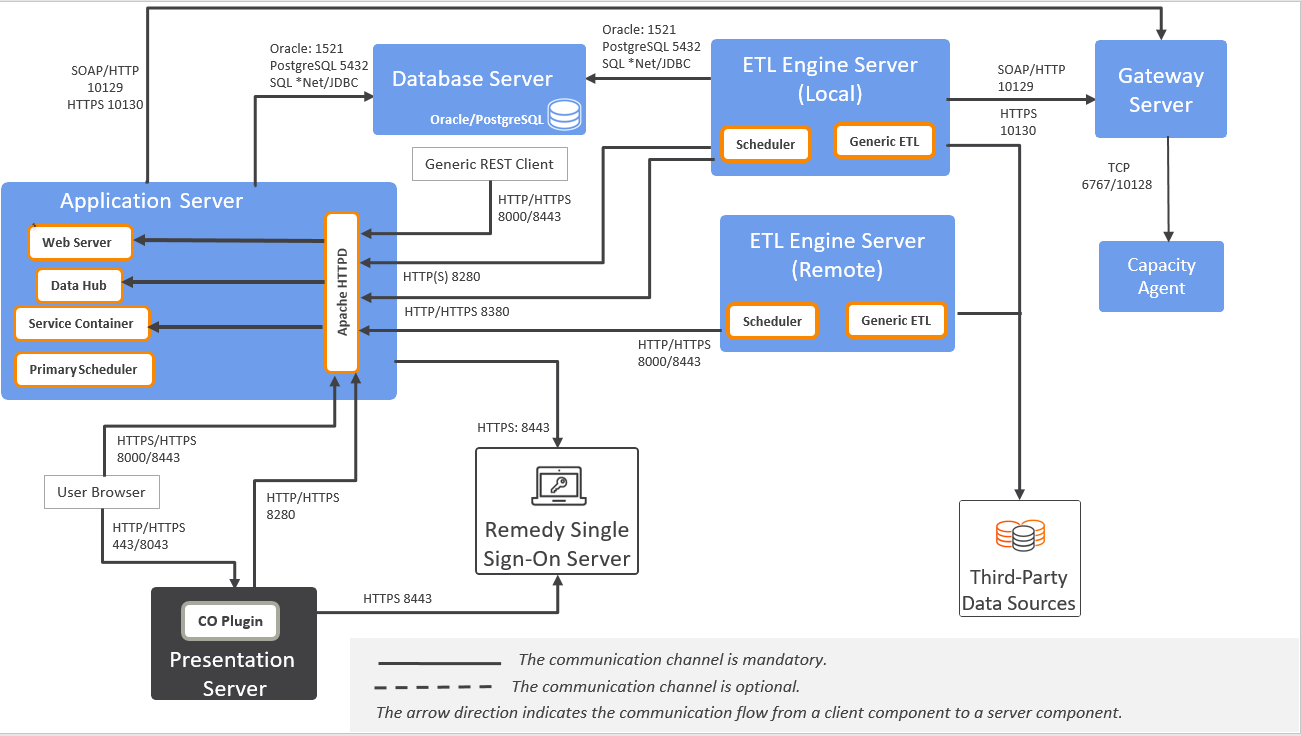 SOAP/HTTP
10129
HTTPS 10130
Oracle: 1521
PostgreSQL 5432
SQL *Net/JDBC
Database Server
Oracle/PostgreSQL
Oracle: 1521
PostgreSQL 5432
SQL *Net/JDBC
ETL Engine Server
(Local)
Scheduler
Generic ETL
SOAP/HTTP
10129
HTTPS
10130
Gateway
Server
TCP
6767/10128
Capacity
Agent
Generic REST Client
HTTP/HTTPS
8000/8443
Application Server
Web Server
Data Hub
Service Container
Primary Scheduler
Apache HTTPD
HTTP(S) 8280
HTTP/HTTPS 8380
HTTP/HTTPS
8000/8443
ETL Engine Server
(Remote)
Scheduler
Generic ETL
HTTPS: 8443
HTTPS/HTTPS
8000/8443
User Browser
HTTP/HTTPS
443/8043
HTTP/HTTPS
8280
Remedy Single
Sign-On Server
HTTPS 8443
CO Plugin
Presentation
Server
Third-Party
Data Sources
The communication channel is mandatory.
The communication channel is optional.
The arrow direction indicates the communication flow from a client component to a server component.